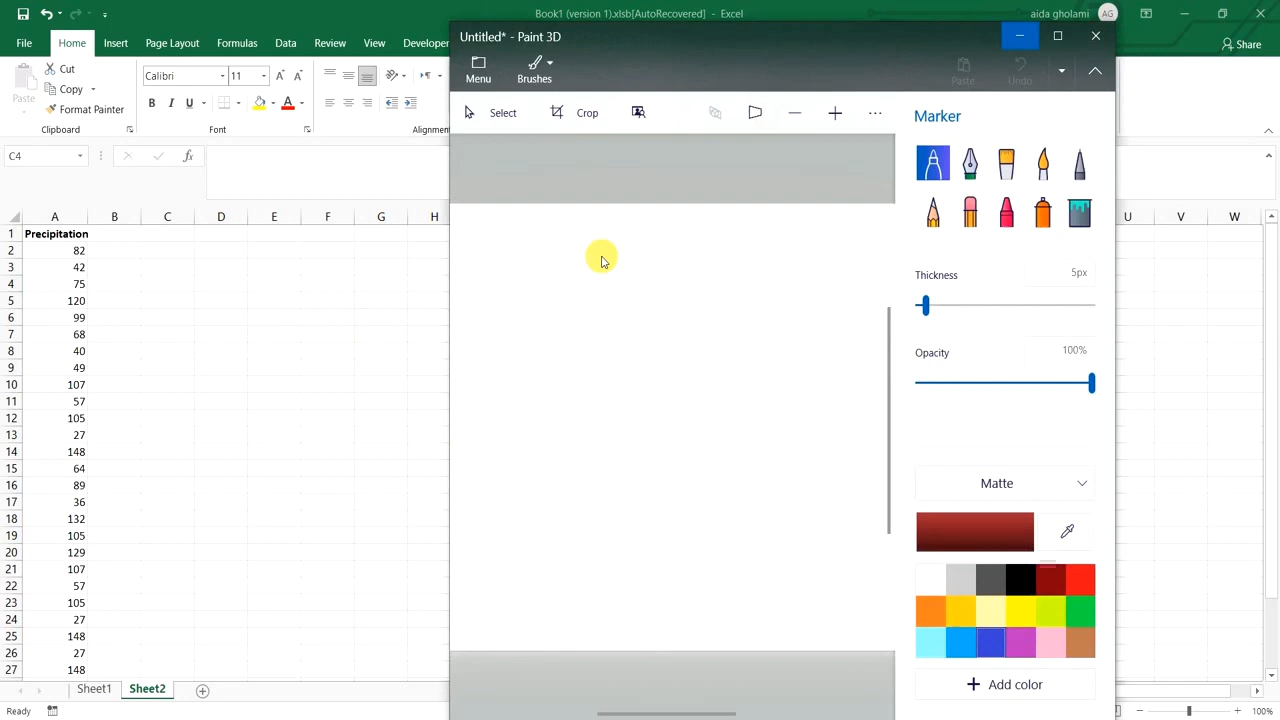 Book1 (version 1).xlsb[AutoRecovered] - Excel
aida gholami AG
File Home Insert Page Layout Formulas Data Review View Developer
Share
Paste
Cut
Copy
Format Painter
Clipboard
Calibri 11
B I U A
Font
Alignm
C4
fx
A B C D E F G H U V W
1 Precipitation
2 82
3 42
4 75
5 120
6 99
7 68
8 40
9 49
10 107
11 57
12 105
13 27
14 148
15 64
16 89
17 36
18 132
19 105
20 129
21 107
22 57
23 105
24 27
25 148
26 27
27 148
Sheet1 Sheet2
Ready
100%
Untitled* - Paint 3D
Menu
Brushes
Paste
Undo
Select
Crop
Marker
Thickness 5px
Opacity 100%
Matte
Add color